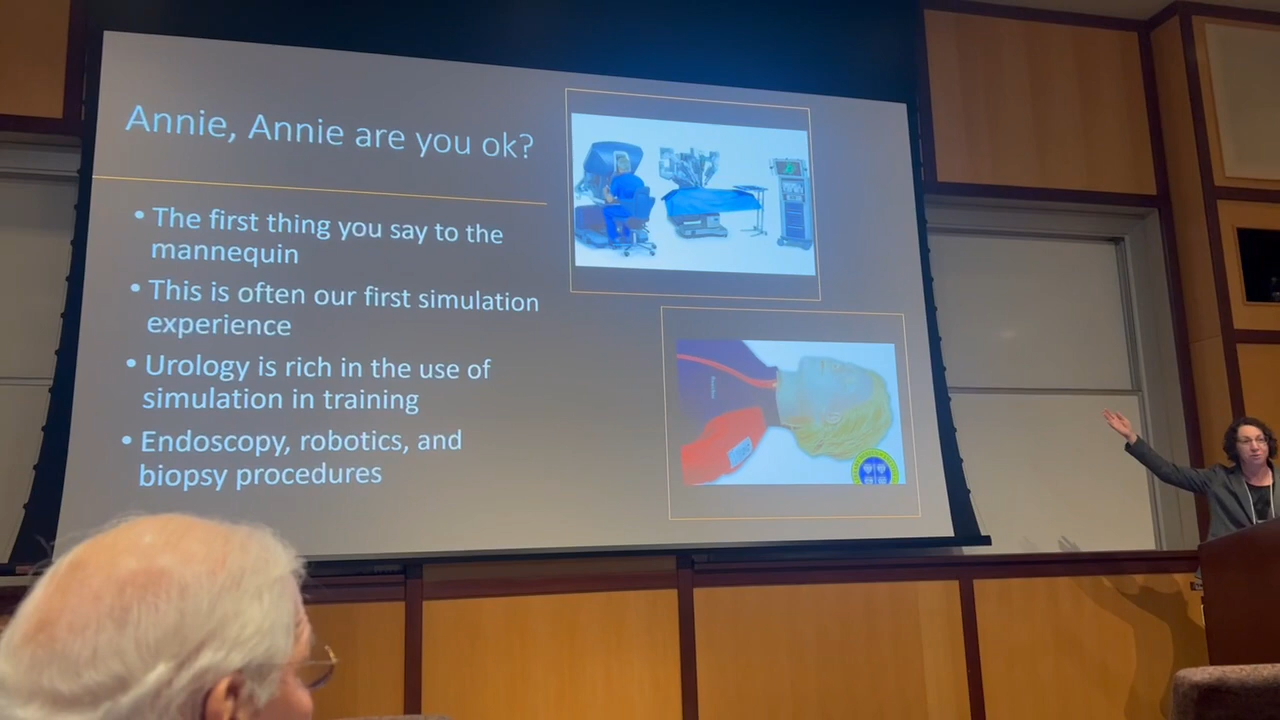 Annie, Annie are you ok?
• The first thing you say to the
mannequin
• This is often our first simulation
experience
• Urology is rich in the use of
simulation in training
• Endoscopy, robotics, and
biopsy procedures